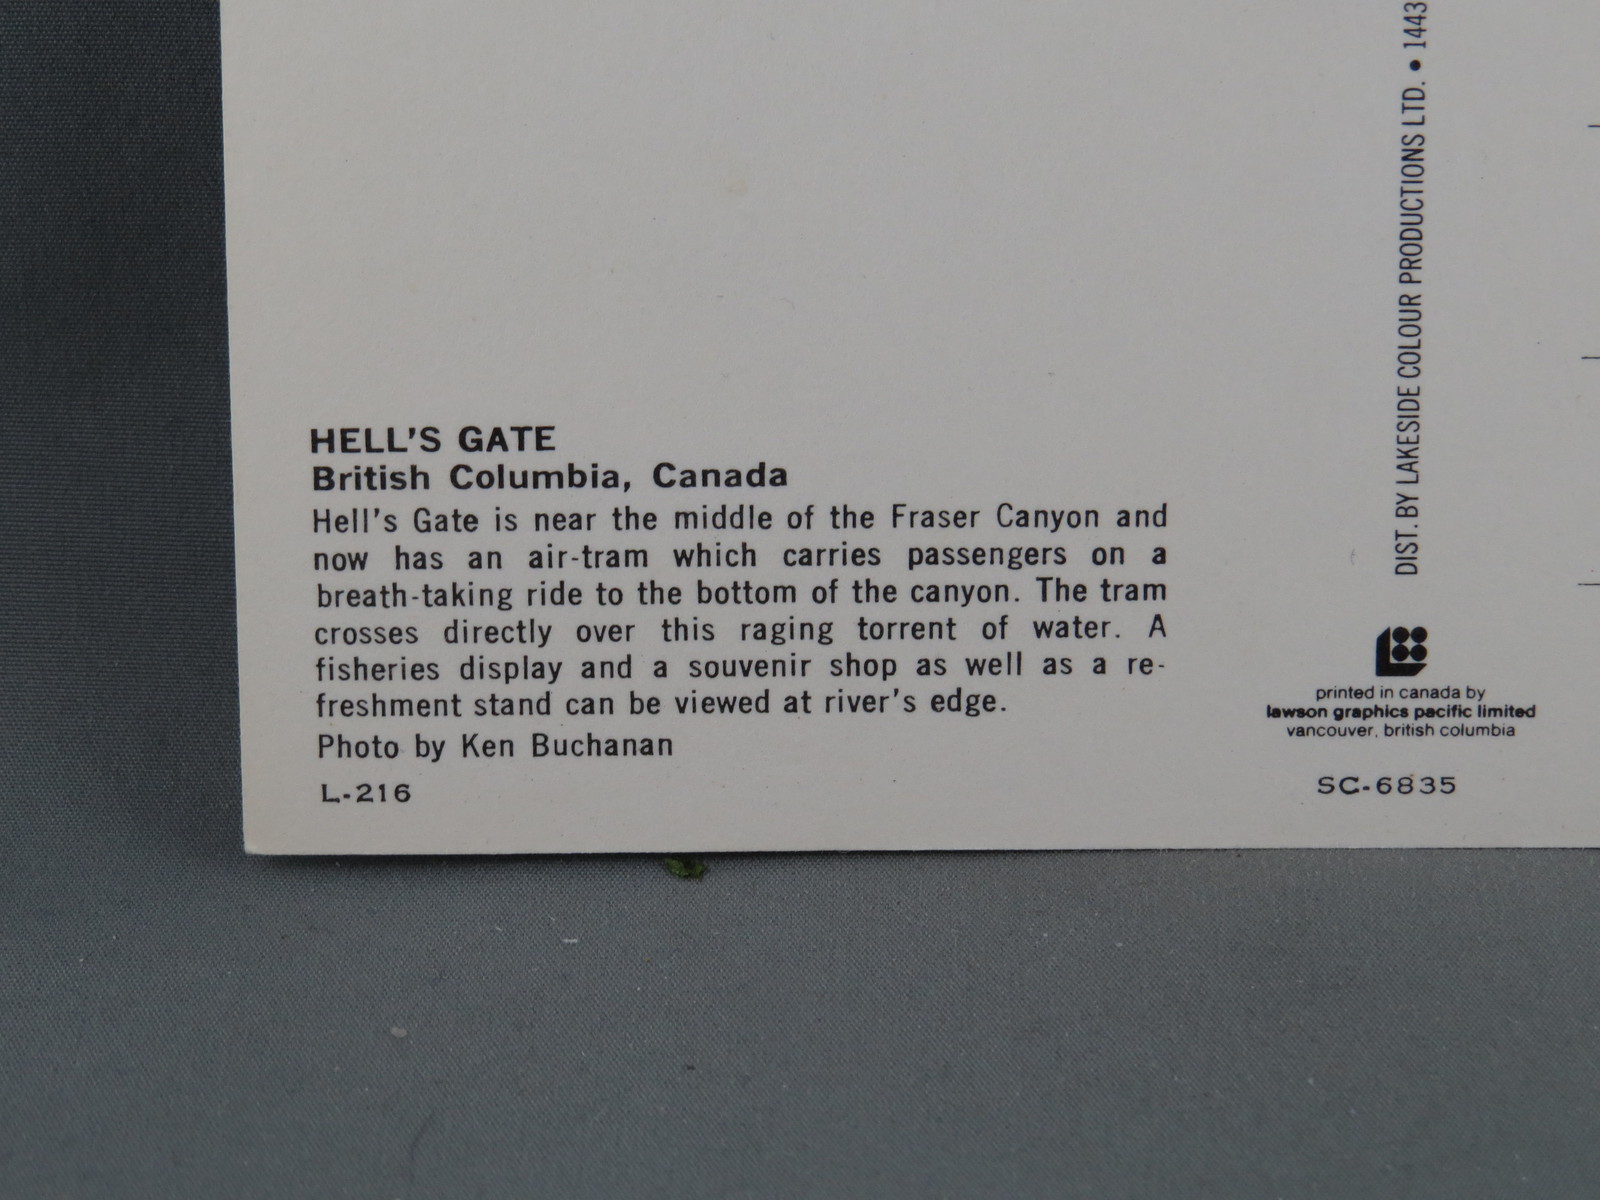 HELL'S GATE
British Columbia, Canada
Hell's Gate is near the middle of the Fraser Canyon and
now has an air-tram which carries passengers on a
breath-taking ride to the bottom of the canyon. The tram
crosses directly over this raging torrent of water. A
fisheries display and a souvenir shop as well as a re-
freshment stand can be viewed at river's edge.
Photo by Ken Buchanan
L-216
DIST. BY LAKESIDE COLOUR PRODUCTIONS LTD. • 1443
printed in canada by
lawson graphics pacific limited
vancouver, british columbia
SC-6835